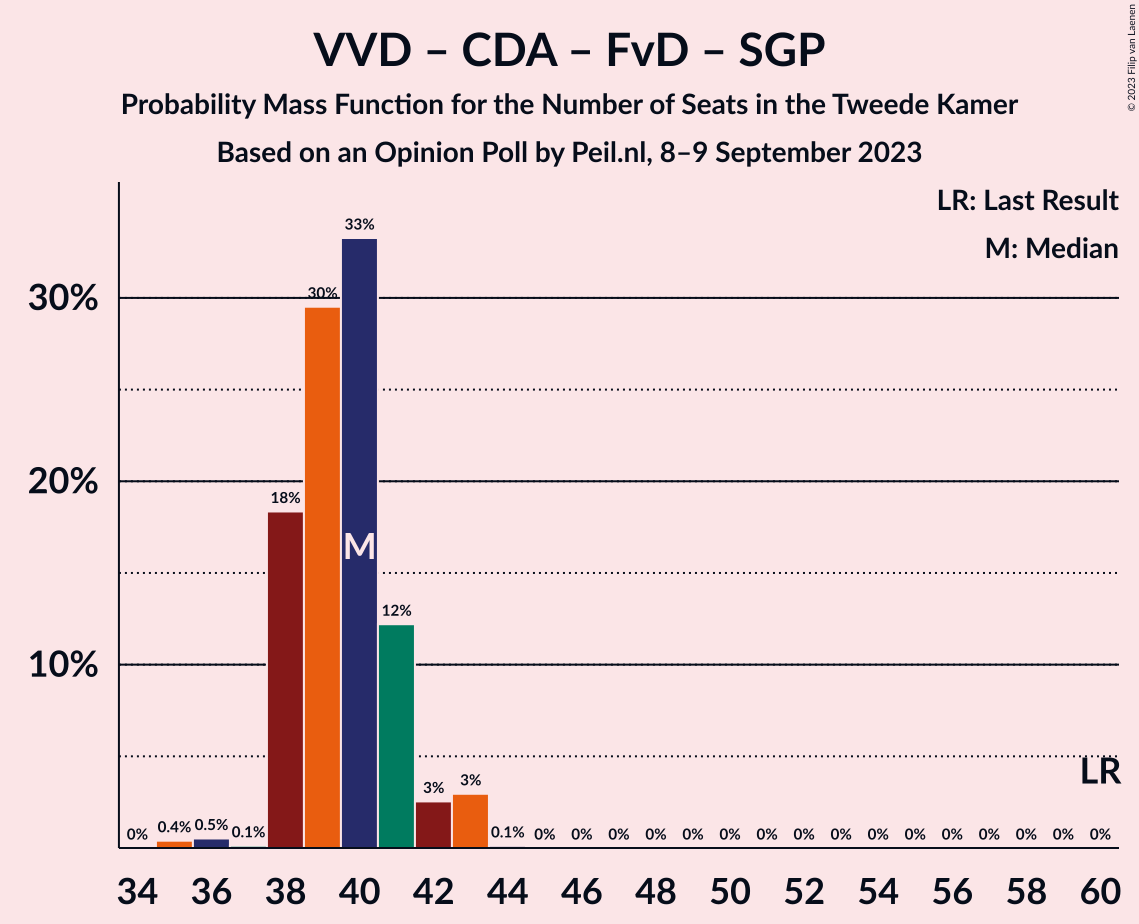 VVD – CDA – FvD – SGP
Probability Mass Function for the Number of Seats in the Tweede Kamer
Based on an Opinion Poll by Peil.nl, 8–9 September 2023
© 2023 Filip van Laenen
LR: Last Result
M: Median
30%
20%
10%
0% 0.4% 0.5% 0.1% 18% 30% 33% 12% 3% 3% 0.1% 0% 0% 0% 0% 0% 0% 0% 0% 0% 0% 0% 0% 0% 0% 0% 0%
M
LR
34 36 38 40 42 44 46 48 50 52 54 56 58 60